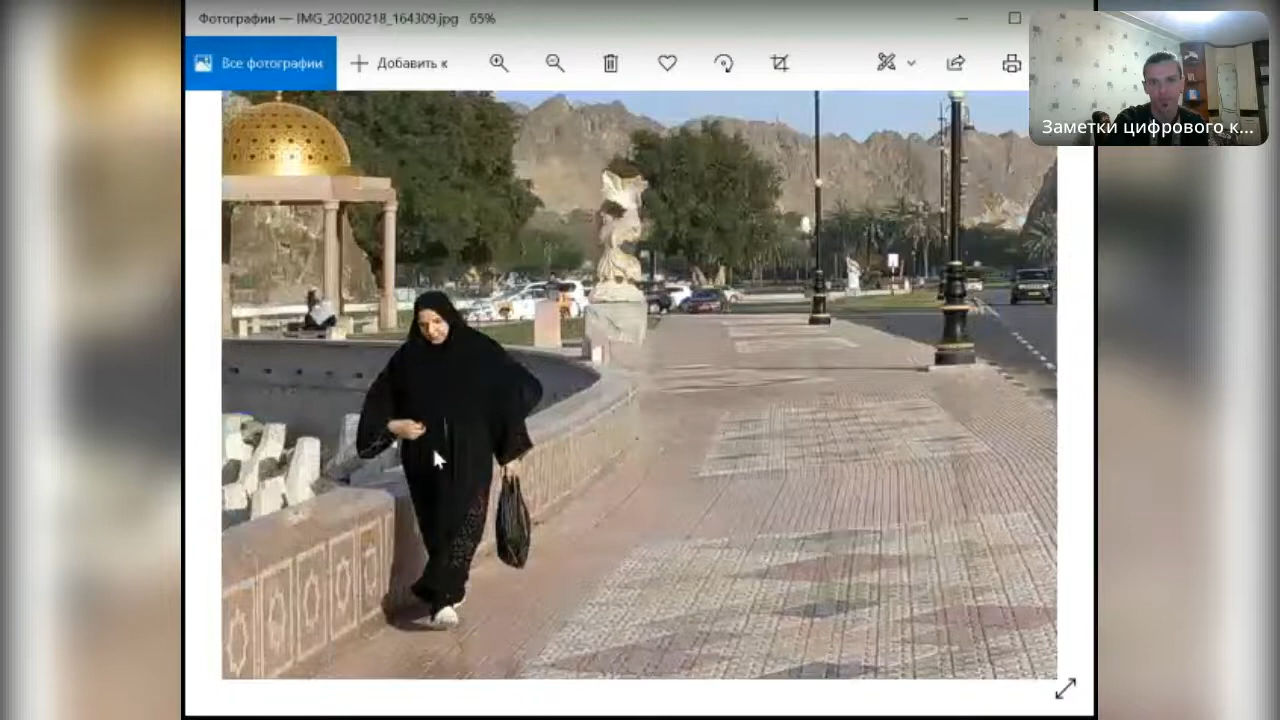 Фотографии — IMG_20200218_164309.jpg 65%
Все фотографии
Добавить к
Заметки цифрового к...